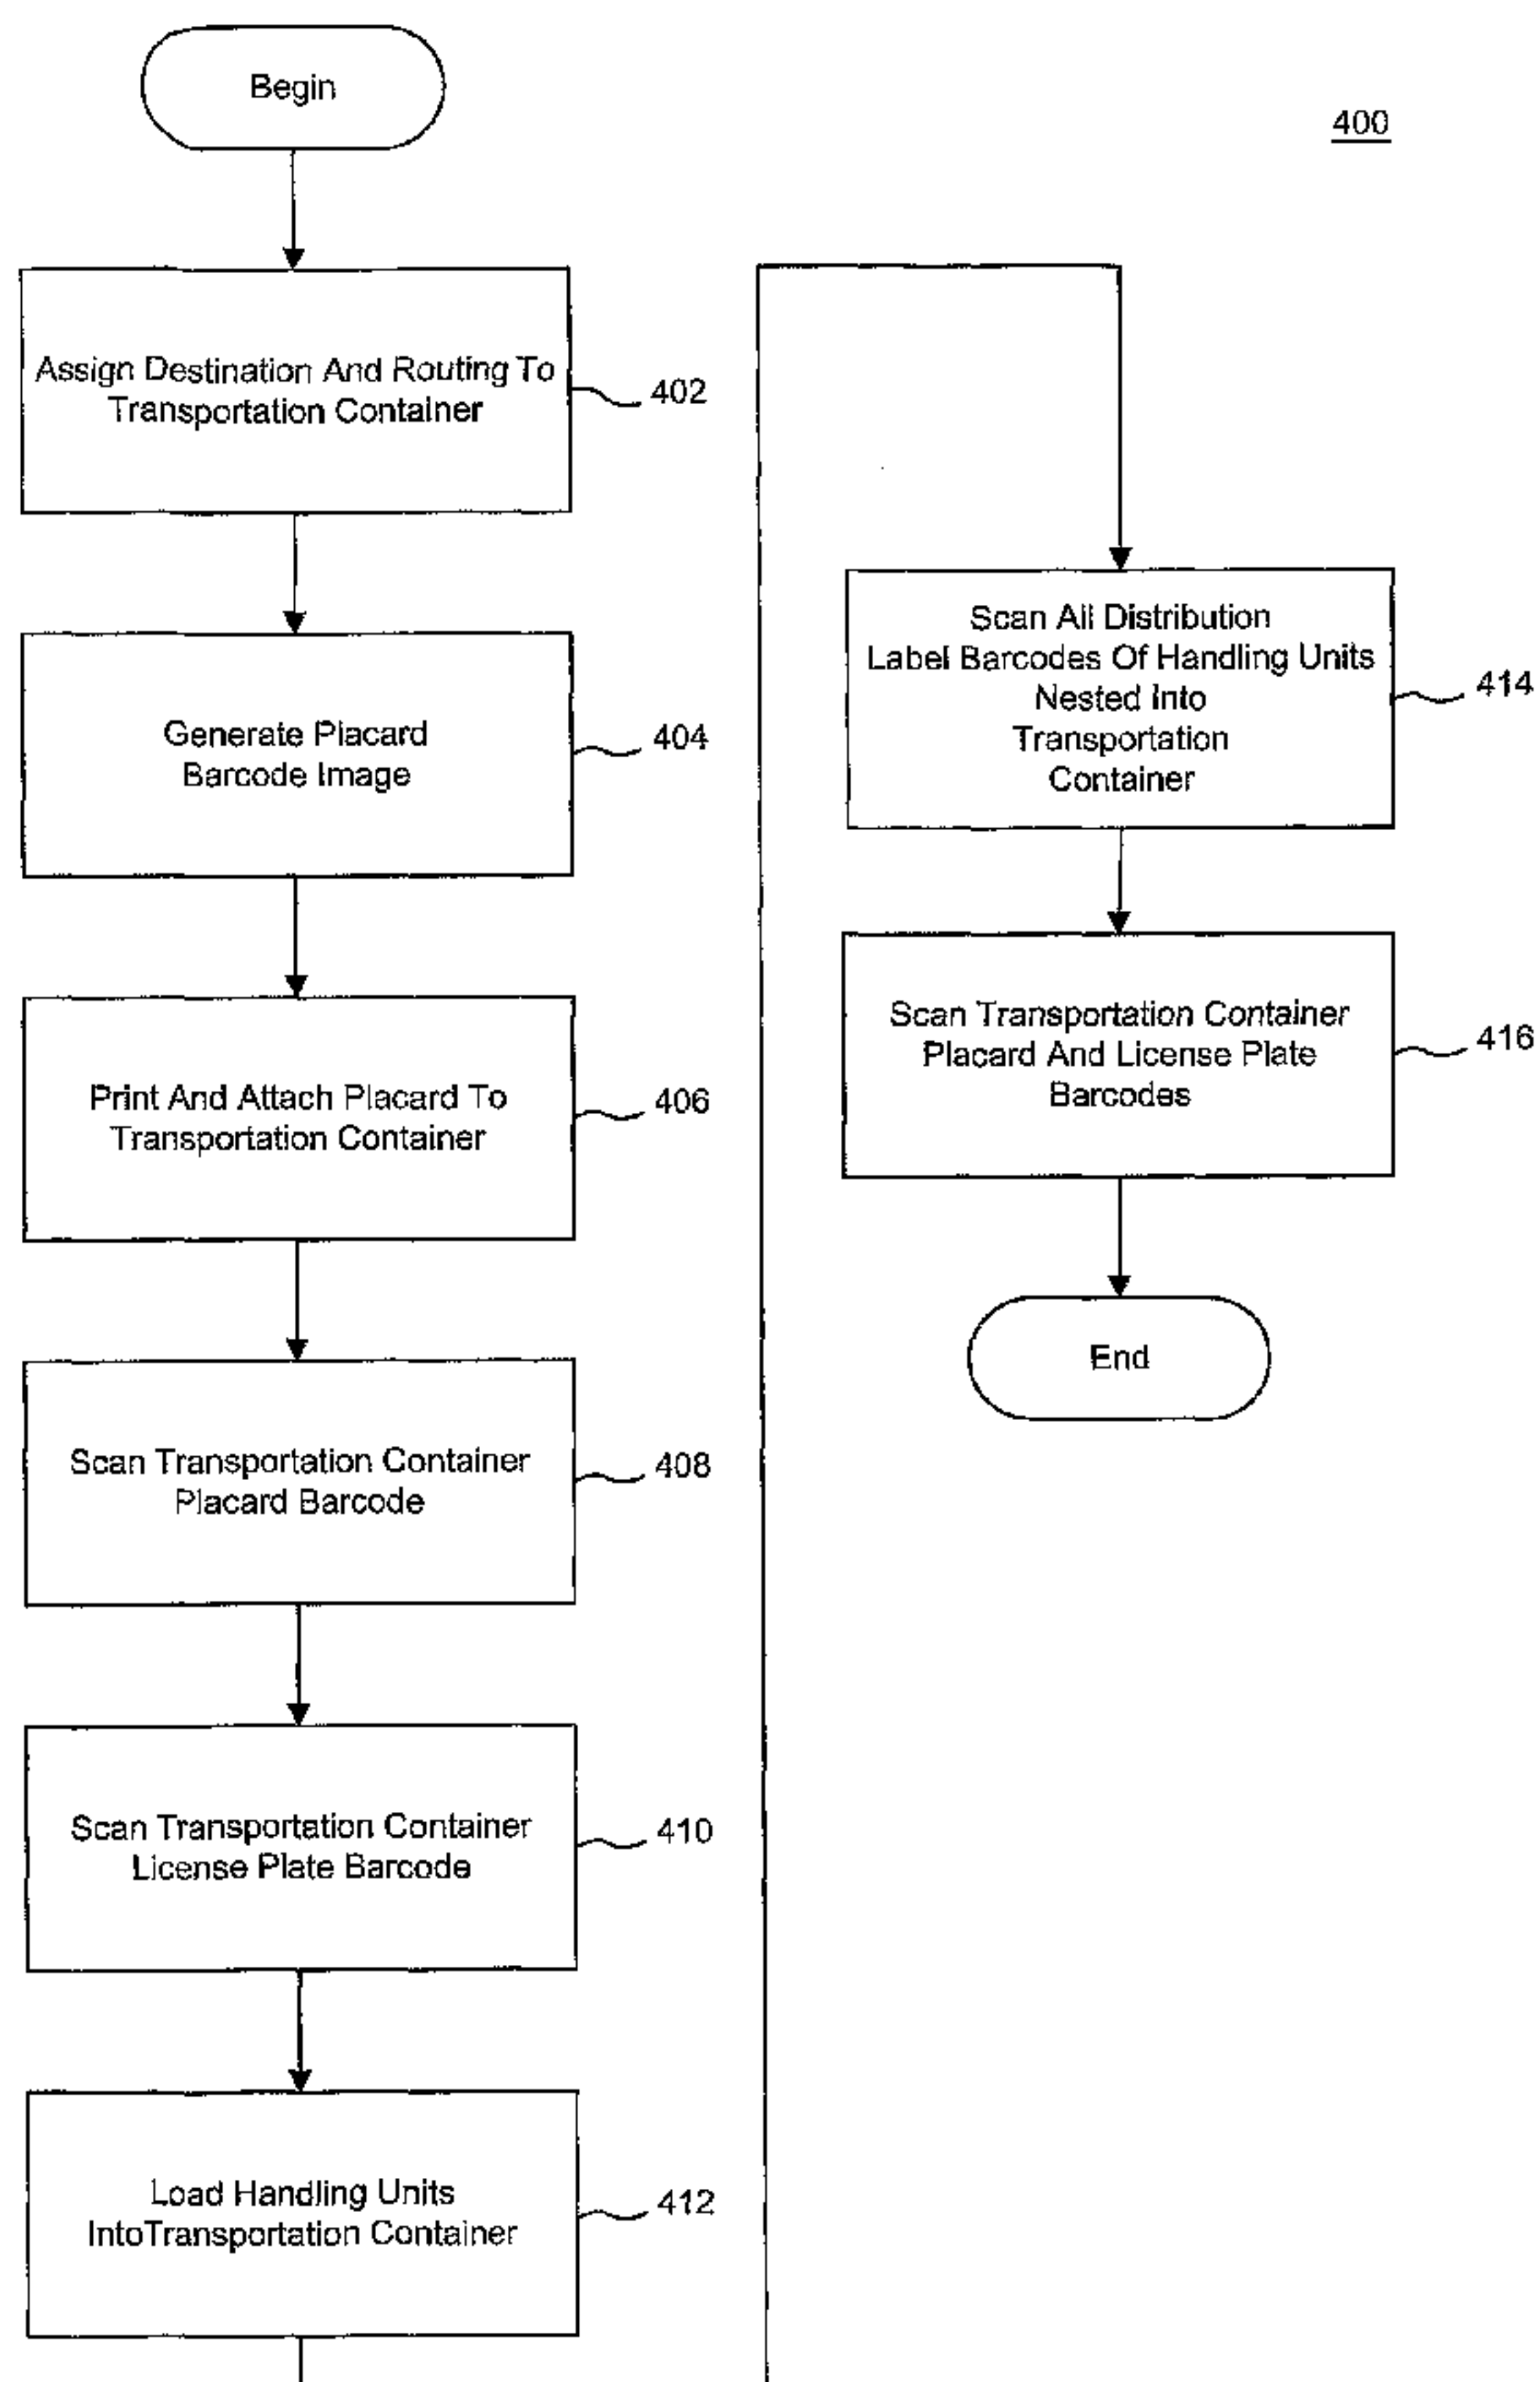 Begin
400
Assign Destination And Routing To
Transportation Container
402
Generate Placard
Barcode Image
404
Print And Attach Placard To
Transportation Container
406
Scan Transportation Container
Placard Barcode
408
Scan Transportation Container
License Plate Barcode
410
Load Handling Units
IntoTransportation Container
412
Scan All Distribution
Label Barcodes Of Handling Units
Nested Into
Transportation
Container
414
Scan Transportation Container
Placard And License Plate
Barcodes
416
End